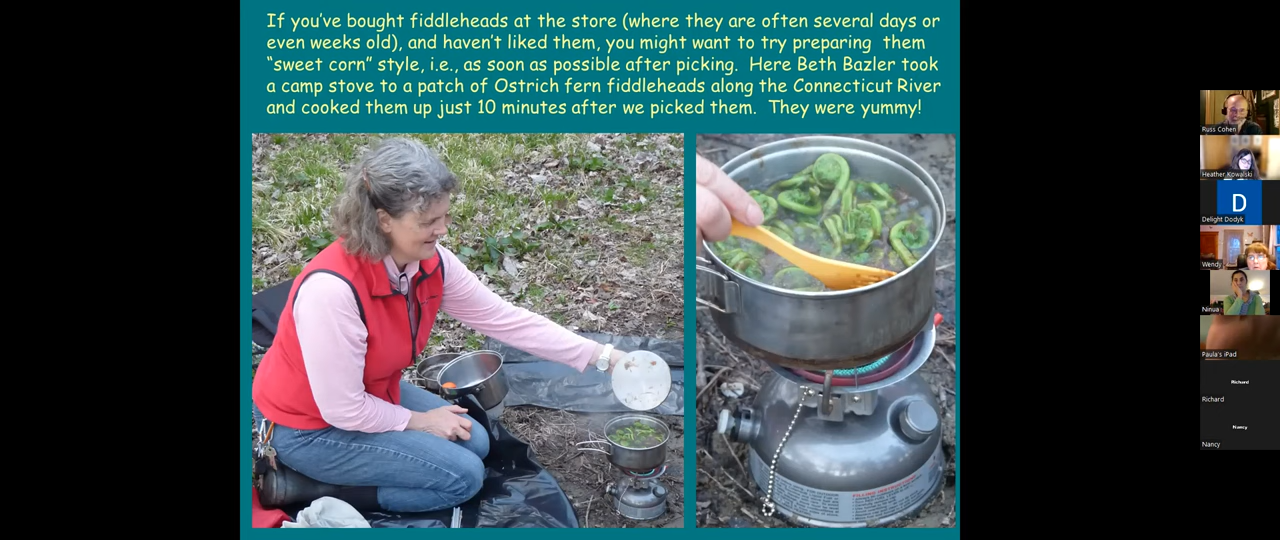 If you've bought fiddleheads at the store (where they are often several days or
even weeks old), and haven't liked them, you might want to try preparing  them
“sweet corn” style, i.e., as soon as possible after picking.  Here Beth Bazler took
a camp stove to a patch of Ostrich fern fiddleheads along the Connecticut River
and cooked them up just 10 minutes after we picked them.  They were yummy!
Russ Cohen
Heather Kowalski
D
Delight Dodyk
Wendy
Ninua
Paula's iPad
Richard
Richard
Nancy
Nancy